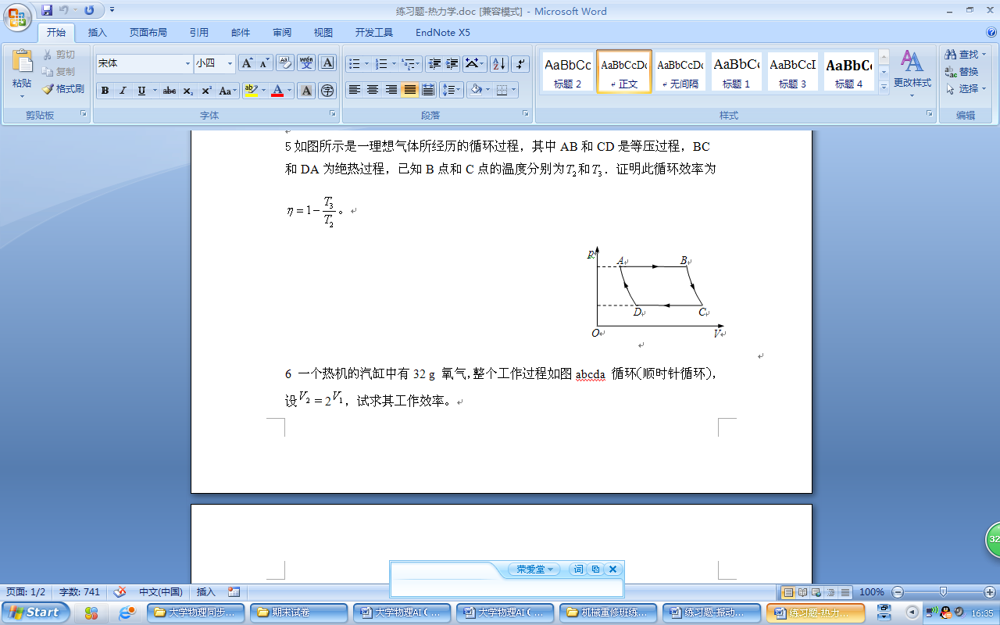 练习题-热力学.doc [兼容模式] - Microsoft Word
开始 插入 页面布局 引用 邮件 审阅 视图 开发工具 EndNote X5
粘贴 剪切 复制 格式刷
宋体 小四
AaBbCc AaBbCcDc AaBbCcDc AaBbC AaBbCcI AaBbC
标题 2 正文 无间隔 标题 1 标题 3 标题 4
更改样式
查找 替换 选择
剪贴板 字体 段落 样式 编辑
5 如图所示是一理想气体所经历的循环过程，其中 AB 和 CD 是等压过程，BC
和 DA 为绝热过程，已知 B 点和 C 点的温度分别为T₂和T₃．证明此循环效率为
η = 1 − T₃/T₂。
p A B
D C
O V
6 一个热机的汽缸中有 32 g 氧气,整个工作过程如图 abcda 循环(顺时针循环)，
设V₂ = 2V₁，试求其工作效率。
荣爱堂 词
32
页面: 1/2 字数: 741 中文(中国) 插入 100%
Start 大学物理同步... 期末试卷 大学物理AI(... 大学物理AI(... 机械重修班练... 练习题-振动... 练习题-热力... 16:35